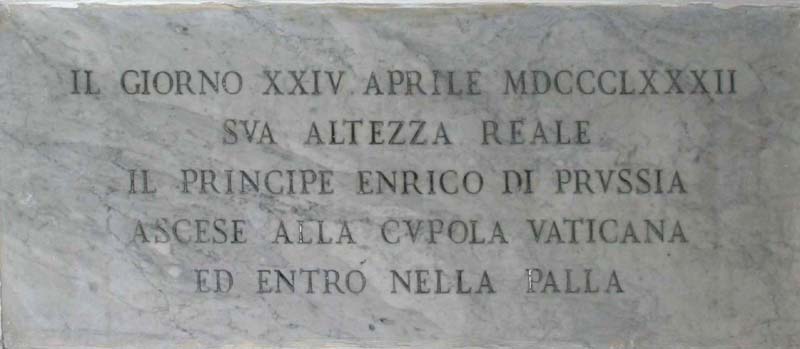 IL GIORNO XXIV APRILE MDCCCLXXXII
SVA ALTEZZA REALE
IL PRINCIPE ENRICO DI PRVSSIA
ASCESE ALLA CVPOLA VATICANA
ED ENTRÓ NELLA PALLA